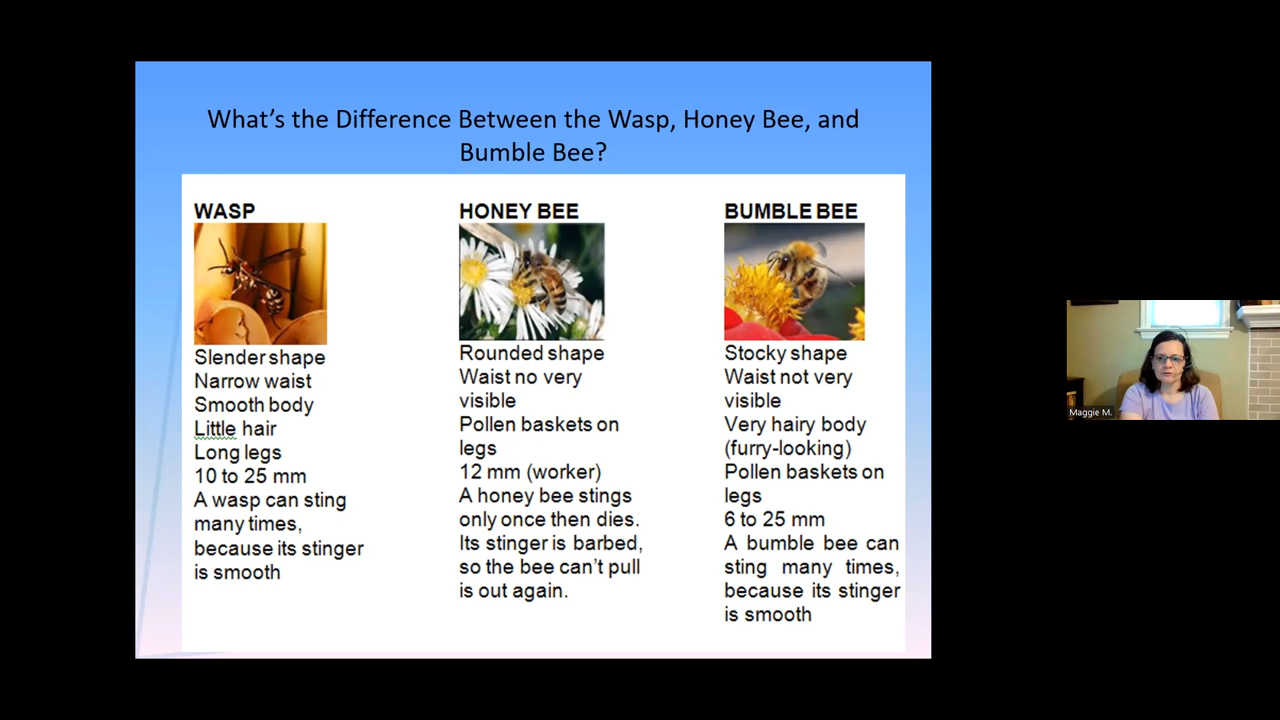 What's the Difference Between the Wasp, Honey Bee, and
Bumble Bee?
WASP
Slender shape
Narrow waist
Smooth body
Little hair
Long legs
10 to 25 mm
A wasp can sting
many times,
because its stinger
is smooth
HONEY BEE
Rounded shape
Waist no very
visible
Pollen baskets on
legs
12 mm (worker)
A honey bee stings
only once then dies.
Its stinger is barbed,
so the bee can't pull
is out again.
BUMBLE BEE
Stocky shape
Waist not very
visible
Very hairy body
(furry-looking)
Pollen baskets on
legs
6 to 25 mm
A bumble bee can
sting many times,
because its stinger
is smooth
Maggie M.